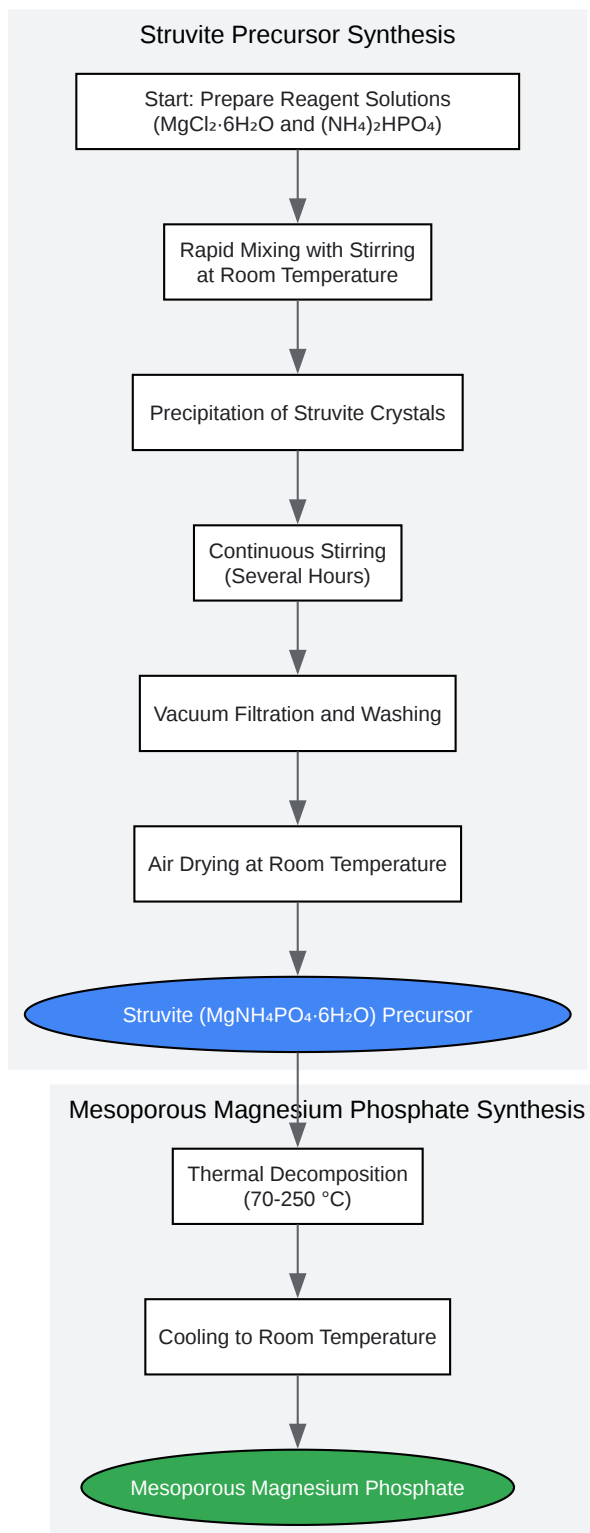 Struvite Precursor Synthesis
Start: Prepare Reagent Solutions
(MgCl₂·6H₂O and (NH₄)₂HPO₄)
Rapid Mixing with Stirring
at Room Temperature
Precipitation of Struvite Crystals
Continuous Stirring
(Several Hours)
Vacuum Filtration and Washing
Air Drying at Room Temperature
Struvite (MgNH₄PO₄·6H₂O) Precursor
Mesoporous Magnesium Phosphate Synthesis
Thermal Decomposition
(70-250 °C)
Cooling to Room Temperature
Mesoporous Magnesium Phosphate